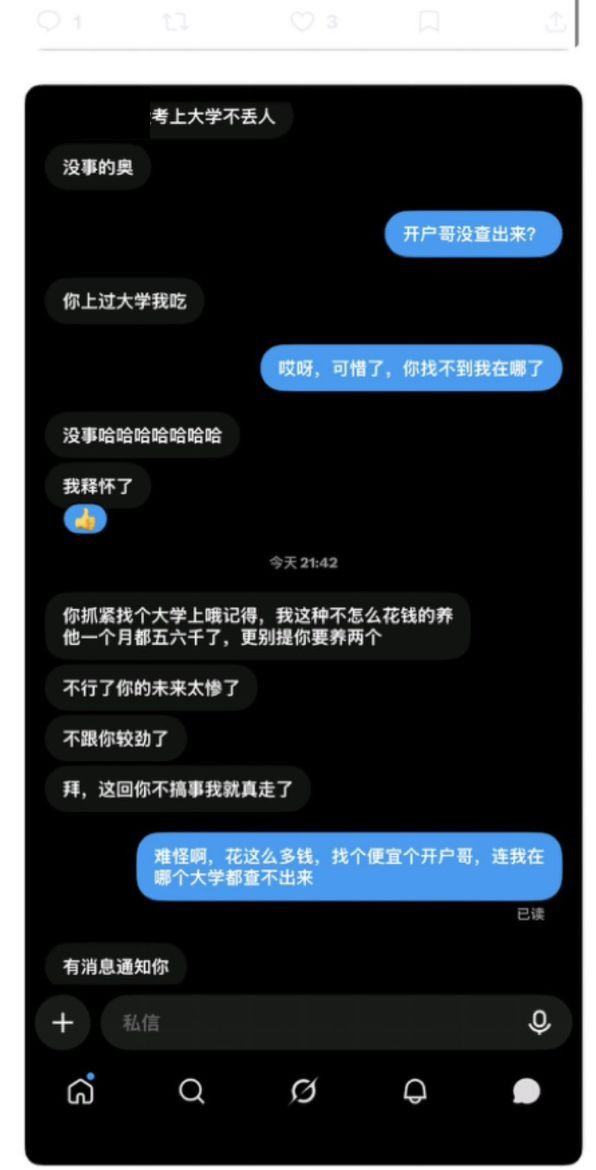 1
3
考上大学不丢人
没事的奥
开户哥没查出来？
你上过大学我吃
哎呀，可惜了，你找不到我在哪了
没事哈哈哈哈哈哈哈
我释怀了
今天 21:42
你抓紧找个大学上哦记得，我这种不怎么花钱的养
他一个月都五六千了，更别提你要养两个
不行了你的未来太惨了
不跟你较劲了
拜，这回你不搞事我就真走了
难怪啊，花这么多钱，找个便宜个开户哥，连我在
哪个大学都查不出来
已读
有消息通知你
私信